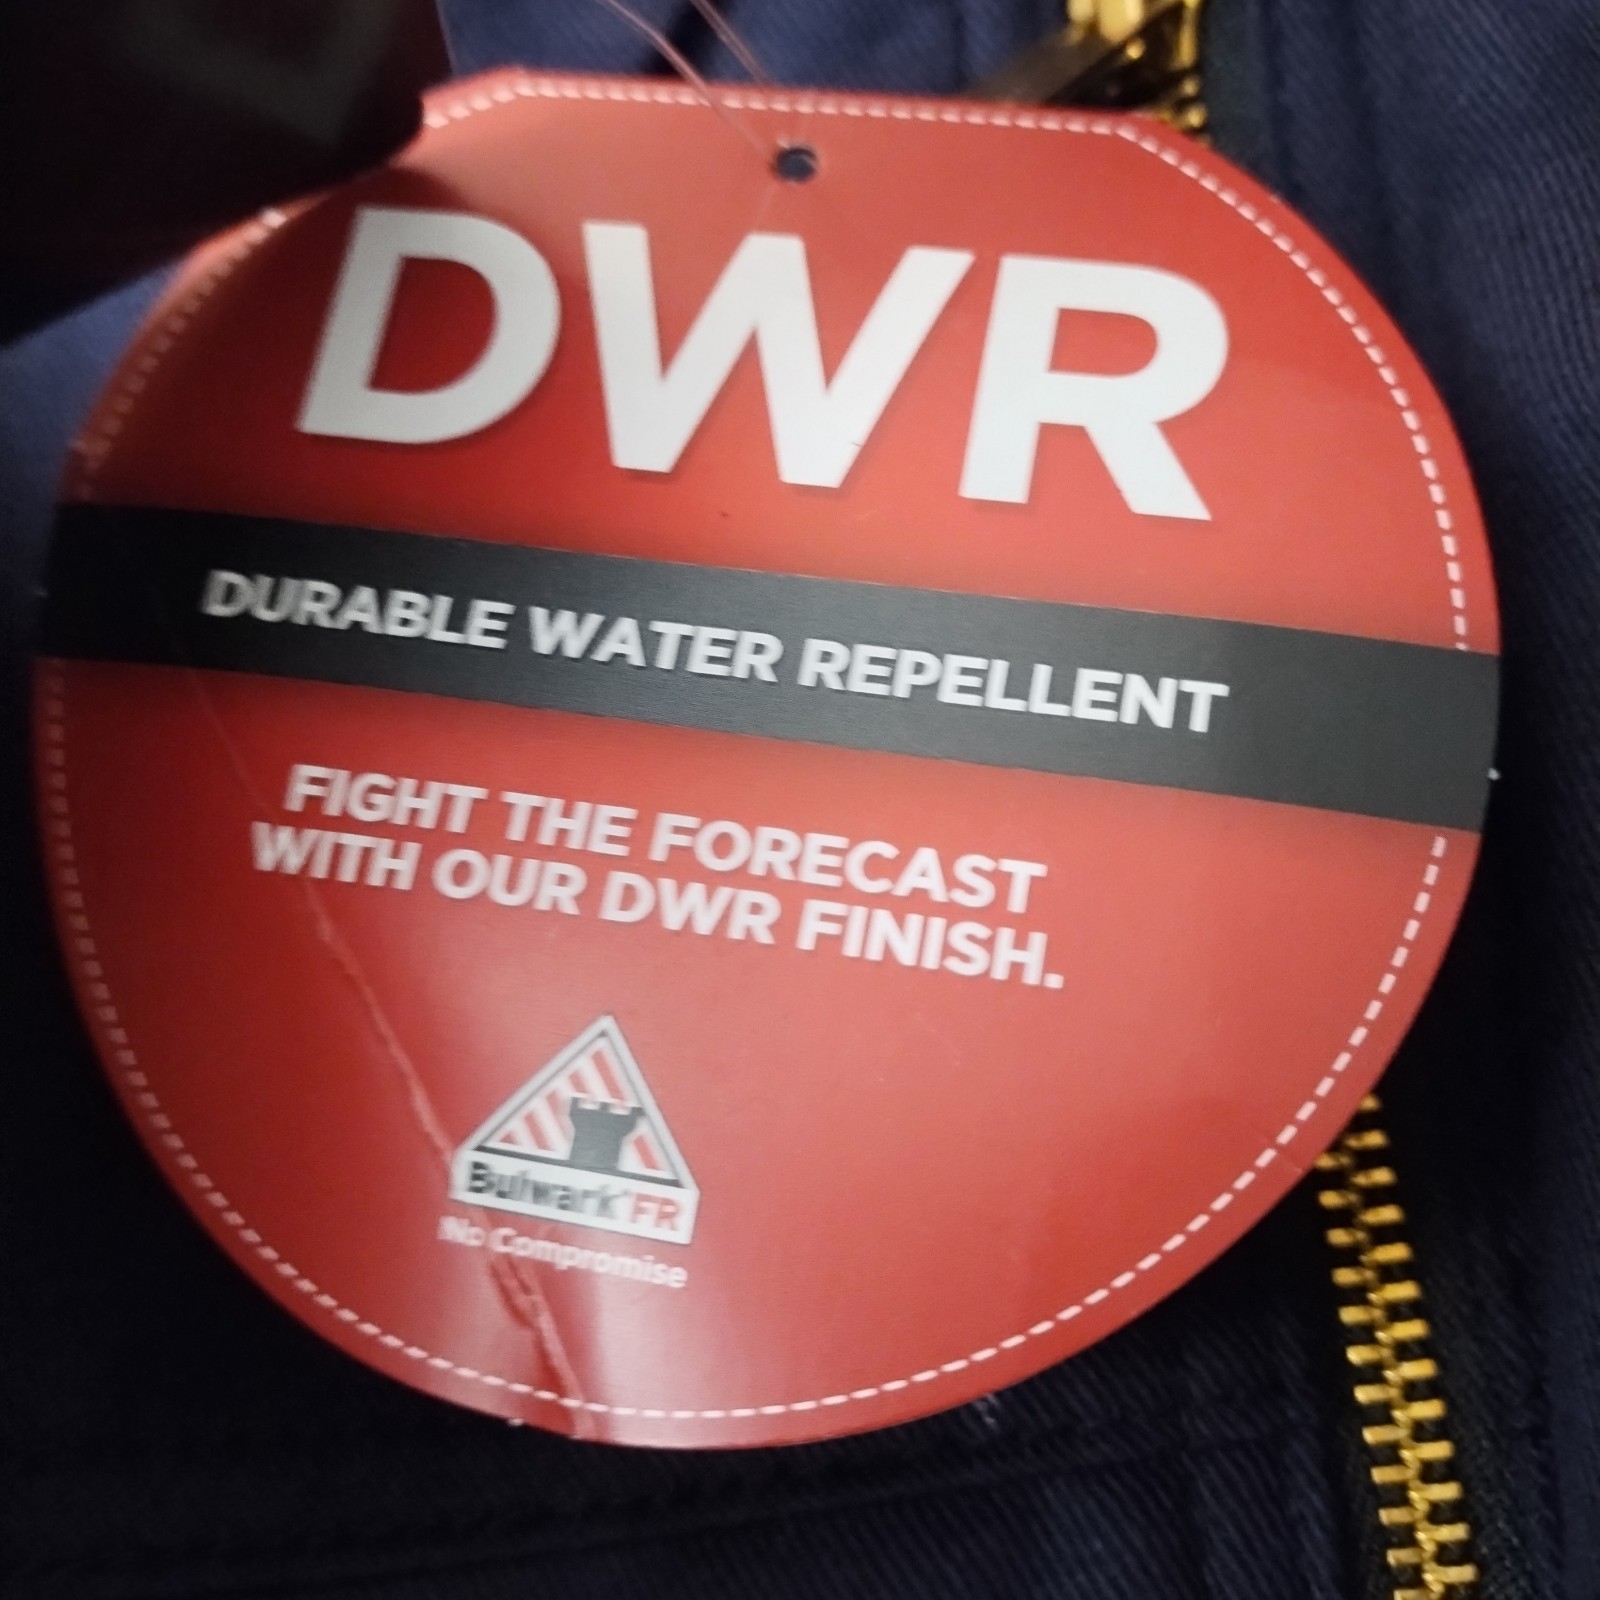 DWR
DURABLE WATER REPELLENT
FIGHT THE FORECAST
WITH OUR DWR FINISH.
Bulwark FR
No Compromise